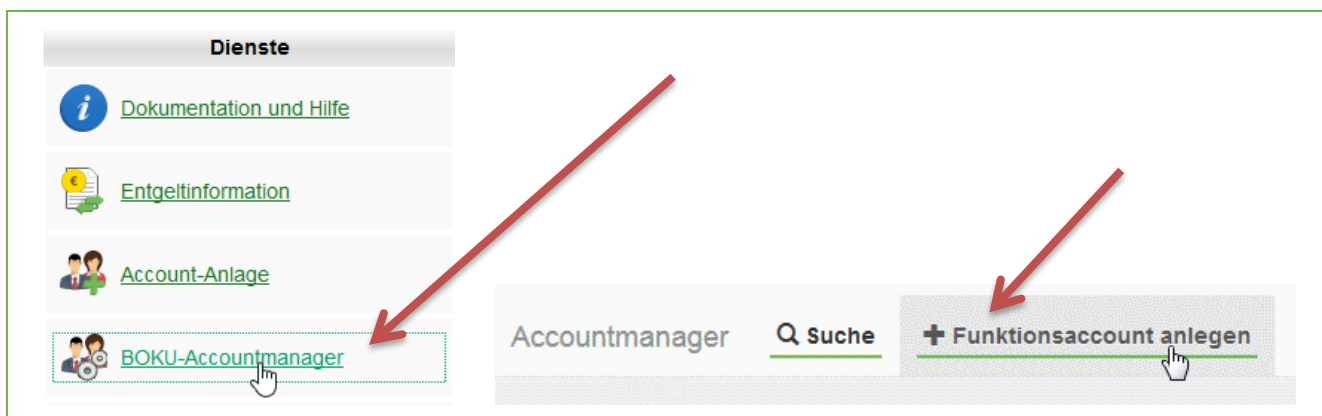 Dienste
Dokumentation und Hilfe
Entgeltinformation
Account-Anlage
BOKU-Accountmanager
Accountmanager Suche + Funktionsaccount anlegen